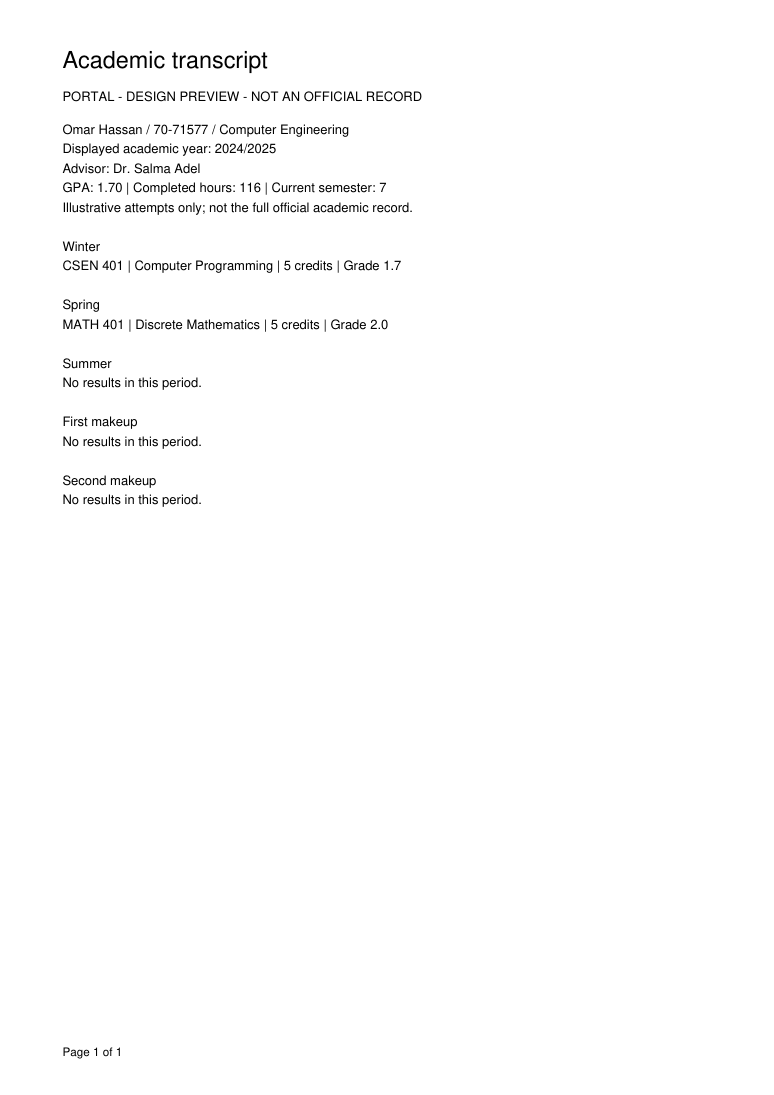 Academic transcript
PORTAL - DESIGN PREVIEW - NOT AN OFFICIAL RECORD
Omar Hassan / 70-71577 / Computer Engineering
Displayed academic year: 2024/2025
Advisor: Dr. Salma Adel
GPA: 1.70 | Completed hours: 116 | Current semester: 7
Illustrative attempts only; not the full official academic record.
Winter
CSEN 401 | Computer Programming | 5 credits | Grade 1.7
Spring
MATH 401 | Discrete Mathematics | 5 credits | Grade 2.0
Summer
No results in this period.
First makeup
No results in this period.
Second makeup
No results in this period.
Page 1 of 1